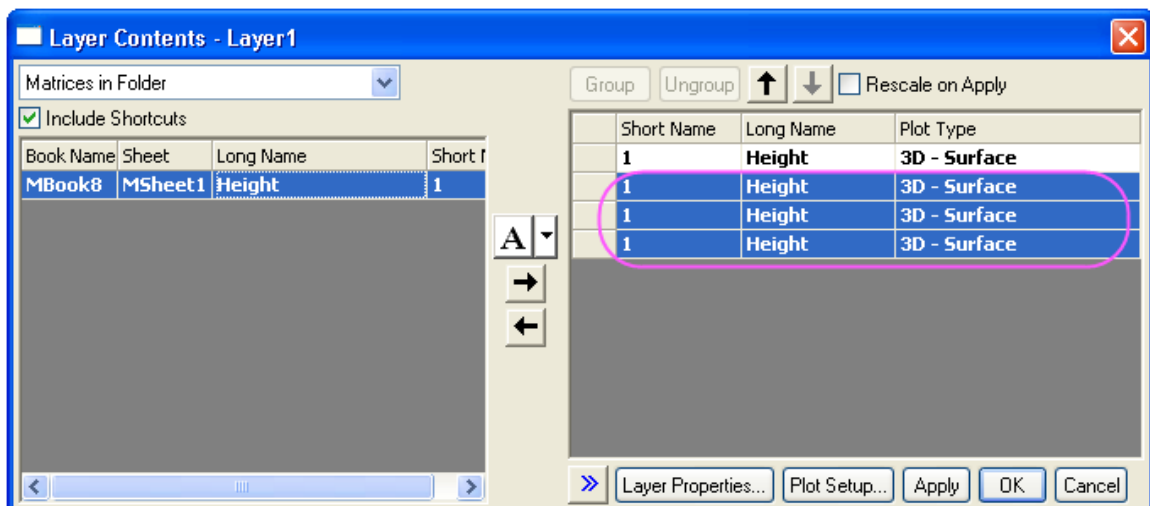 Layer Contents - Layer1
Matrices in Folder
Include Shortcuts
Book Name Sheet Long Name Short N
MBook8 MSheet1 Height 1
A
Group Ungroup Rescale on Apply
Short Name Long Name Plot Type
1 Height 3D - Surface
1 Height 3D - Surface
1 Height 3D - Surface
1 Height 3D - Surface
Layer Properties... Plot Setup... Apply OK Cancel